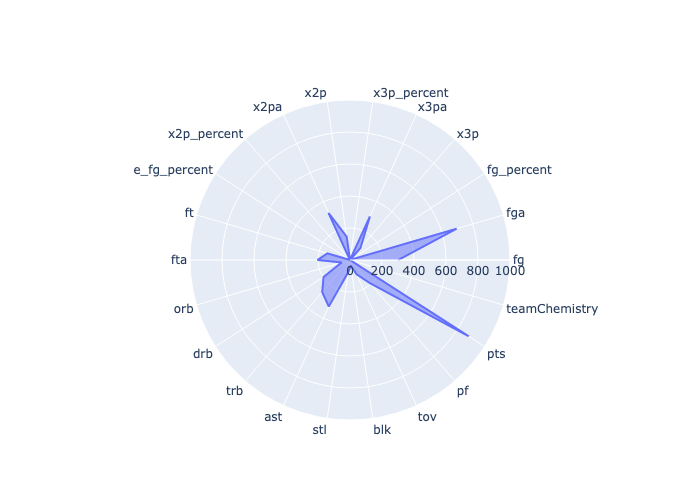 x2p x3p_percent
x2pa x3pa
x2p_percent x3p
e_fg_percent fg_percent
ft fga
fta 0 200 400 600 800 1000 fg
orb teamChemistry
drb pts
trb pf
ast tov
stl blk